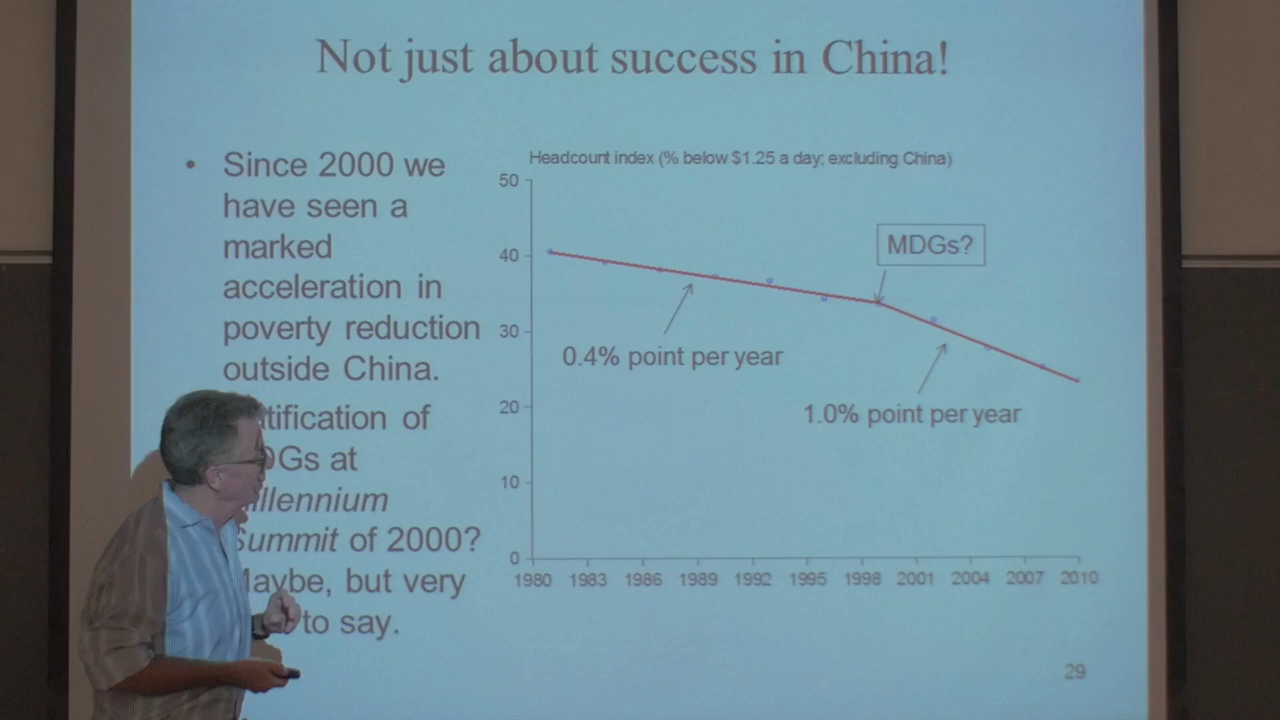 Not just about success in China!
• Since 2000 we
have seen a
marked
acceleration in
poverty reduction
outside China.
of
at
Summit of 2000?
Maybe, but very
to say.
Headcount index (% below $1.25 a day; excluding China)
50
40
30
20
10
0
MDGs?
0.4% point per year
1.0% point per year
1980 1983 1986 1989 1992 1995 1998 2001 2004 2007 2010
29